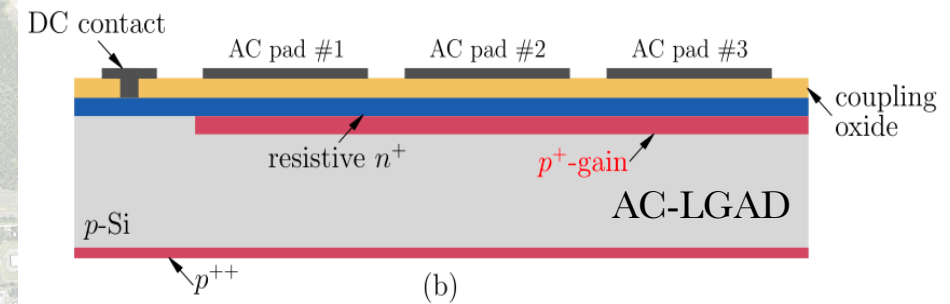 DC contact
AC pad #1
AC pad #2
AC pad #3
coupling
oxide
resistive n⁺
p⁺-gain
AC-LGAD
p-Si
p⁺⁺
(b)